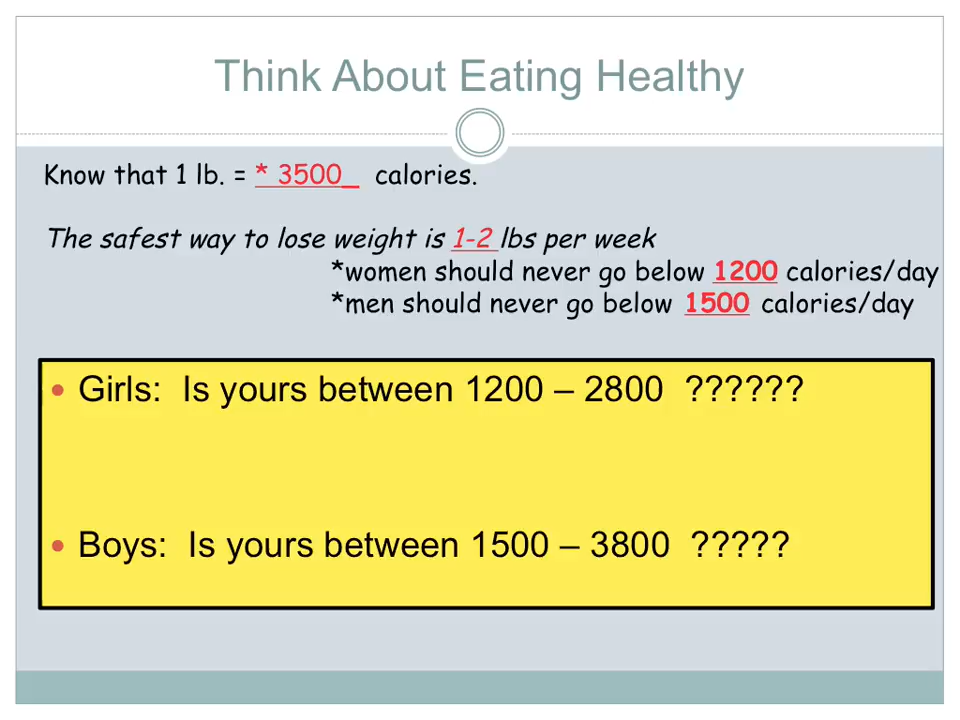 Think About Eating Healthy
Know that 1 lb. = * 3500_ calories.
The safest way to lose weight is 1-2 lbs per week
*women should never go below 1200 calories/day
*men should never go below 1500 calories/day
• Girls: Is yours between 1200 – 2800 ??????
• Boys: Is yours between 1500 – 3800 ?????